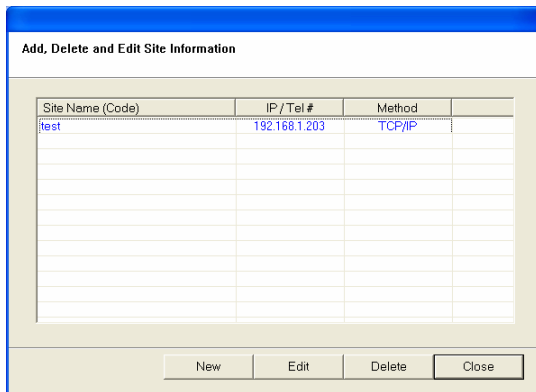 Add, Delete and Edit Site Information
Site Name (Code) IP / Tel # Method
test 192.168.1.203 TCP/IP
New Edit Delete Close